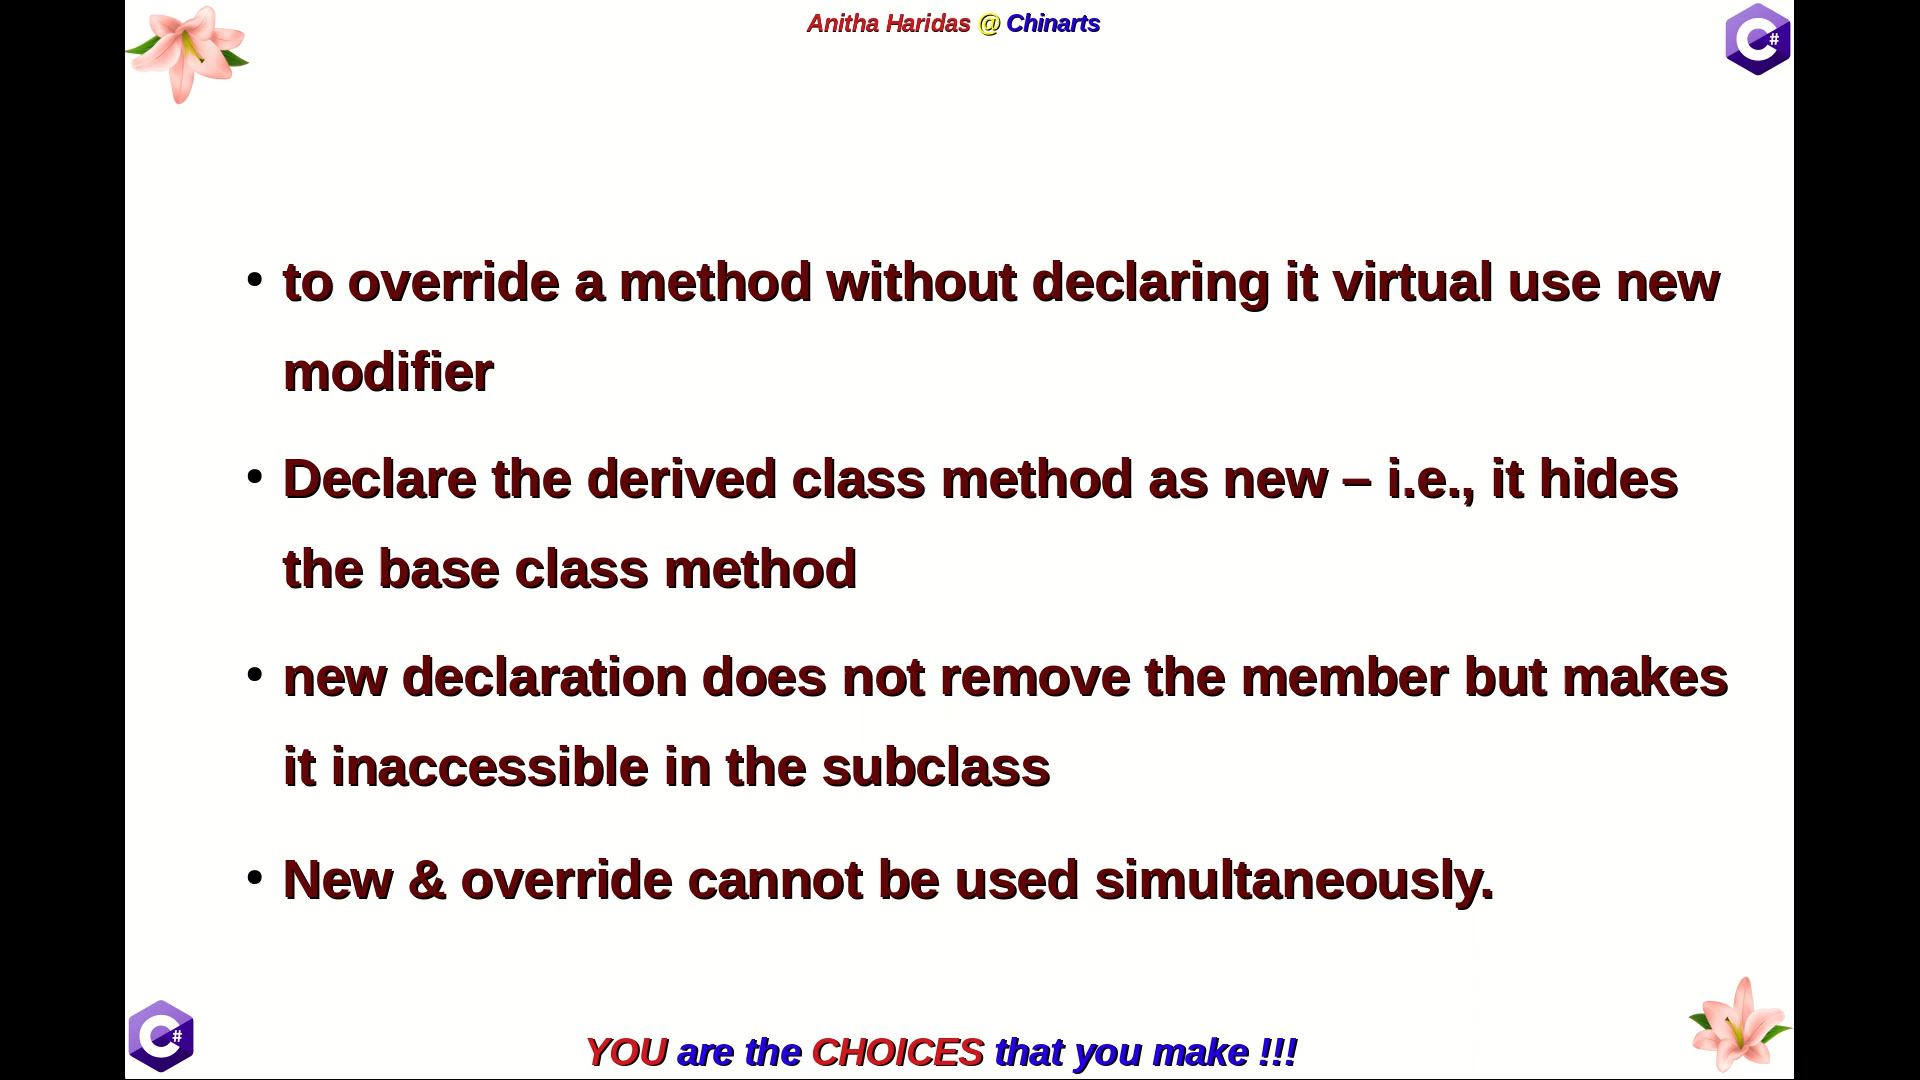 Anitha Haridas @ Chinarts
C#
• to override a method without declaring it virtual use new
modifier
• Declare the derived class method as new – i.e., it hides
the base class method
• new declaration does not remove the member but makes
it inaccessible in the subclass
• New & override cannot be used simultaneously.
C#
YOU are the CHOICES that you make !!!